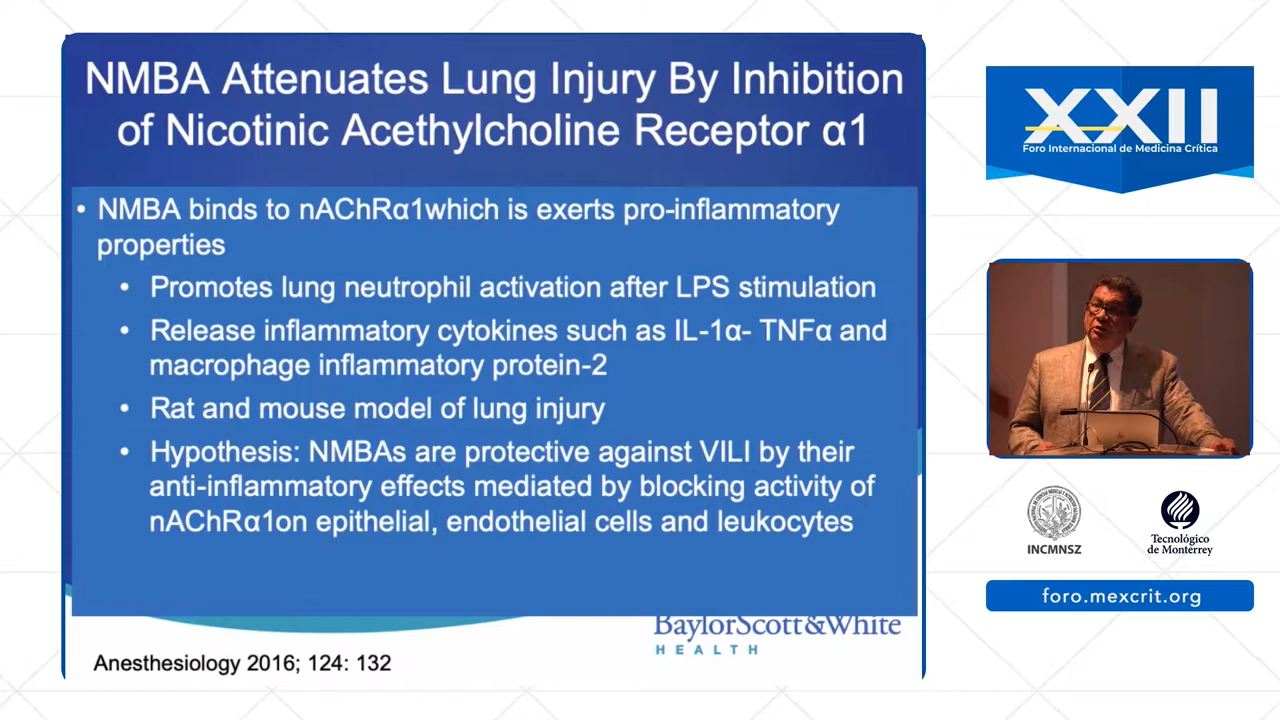 NMBA Attenuates Lung Injury By Inhibition
of Nicotinic Acethylcholine Receptor α1
• NMBA binds to nAChRα1which is exerts pro-inflammatory
properties
• Promotes lung neutrophil activation after LPS stimulation
• Release inflammatory cytokines such as IL-1α- TNFα and
macrophage inflammatory protein-2
• Rat and mouse model of lung injury
• Hypothesis: NMBAs are protective against VILI by their
anti-inflammatory effects mediated by blocking activity of
nAChRα1on epithelial, endothelial cells and leukocytes
BaylorScott&White
HEALTH
Anesthesiology 2016; 124: 132
XXII
Foro Internacional de Medicina Crítica
INCMNSZ
Tecnológico
de Monterrey
foro.mexcrit.org